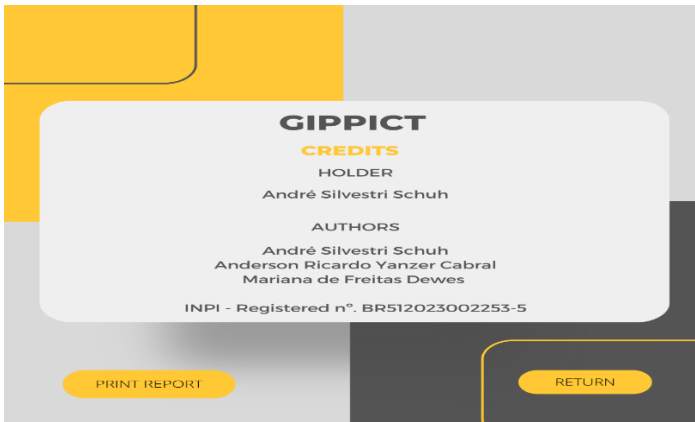 GIPPICT
CREDITS
HOLDER
André Silvestri Schuh
AUTHORS
André Silvestri Schuh
Anderson Ricardo Yanzer Cabral
Mariana de Freitas Dewes
INPI - Registered nº. BR512023002253-5
PRINT REPORT
RETURN